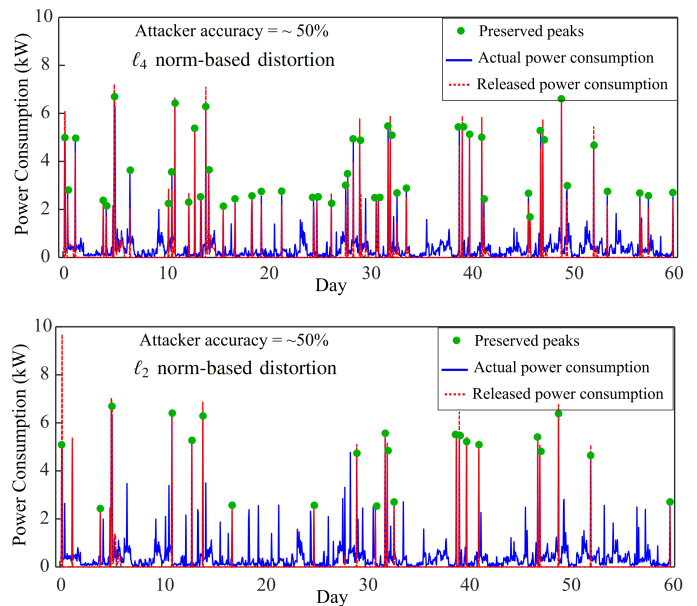 Attacker accuracy = ~ 50%
ℓ4 norm-based distortion
Preserved peaks
Actual power consumption
Released power consumption
Power Consumption (kW)
10
8
6
4
2
0
0 10 20 30 40 50 60
Day
Attacker accuracy = ~50%
ℓ2 norm-based distortion
Preserved peaks
Actual power consumption
Released power consumption
Power Consumption (kW)
10
8
6
4
2
0
0 10 20 30 40 50 60
Day